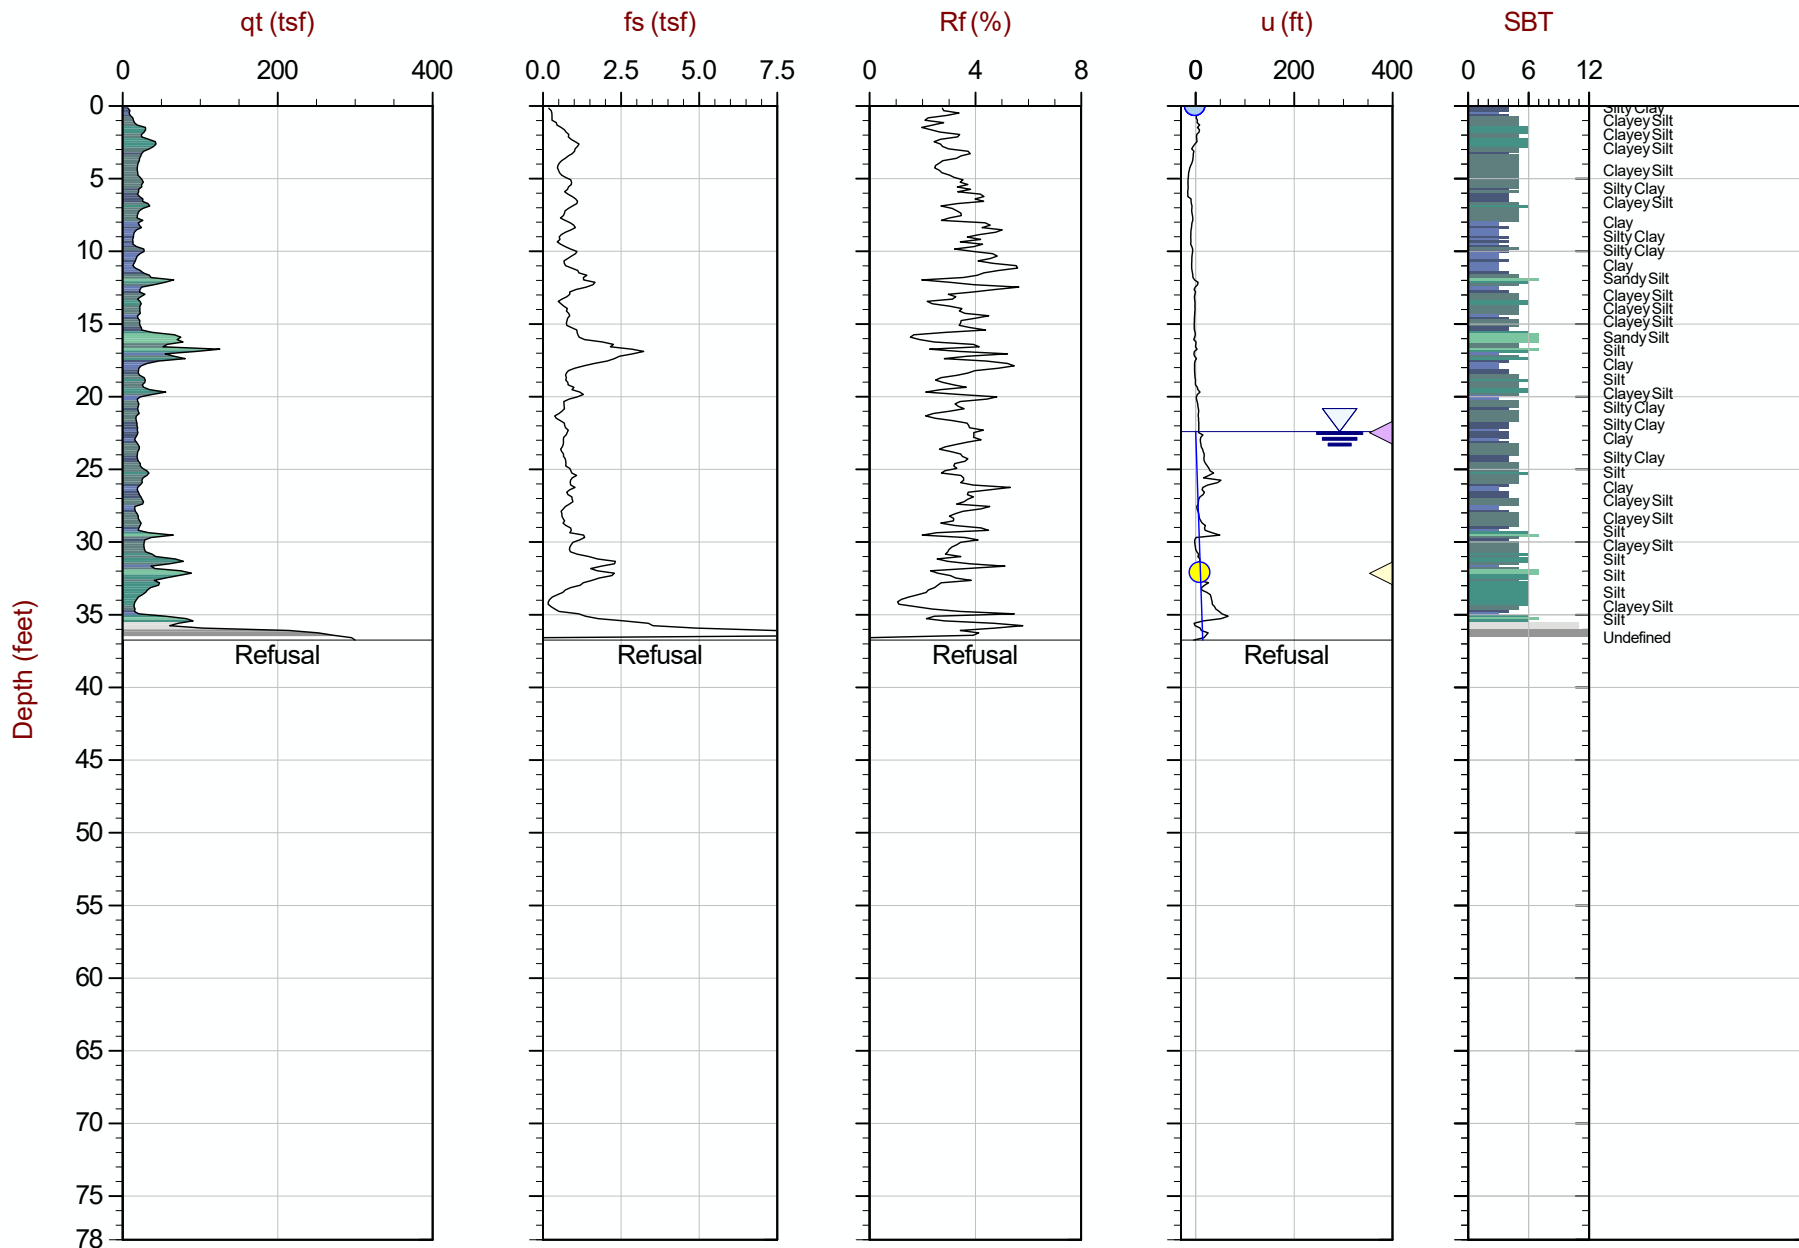 qt (tsf) fs (tsf) Rf (%) u (ft) SBT
0 200 400 0.0 2.5 5.0 7.5 0 4 8 0 0 200 400 0 6 12
0
5
10
15
20
25
30
35
40
45
50
55
60
65
70
75
78
Depth (feet)
Refusal Refusal Refusal Refusal
Silty Clay
Clayey Silt
Clayey Silt
Clayey Silt
Clayey Silt
Silty Clay
Clayey Silt
Clay
Silty Clay
Silty Clay
Clay
Sandy Silt
Clayey Silt
Clayey Silt
Clayey Silt
Sandy Silt
Silt
Clay
Silt
Clayey Silt
Silty Clay
Silty Clay
Clay
Silty Clay
Silt
Clay
Clayey Silt
Clayey Silt
Silt
Clayey Silt
Silt
Silt
Silt
Clayey Silt
Silt
Undefined